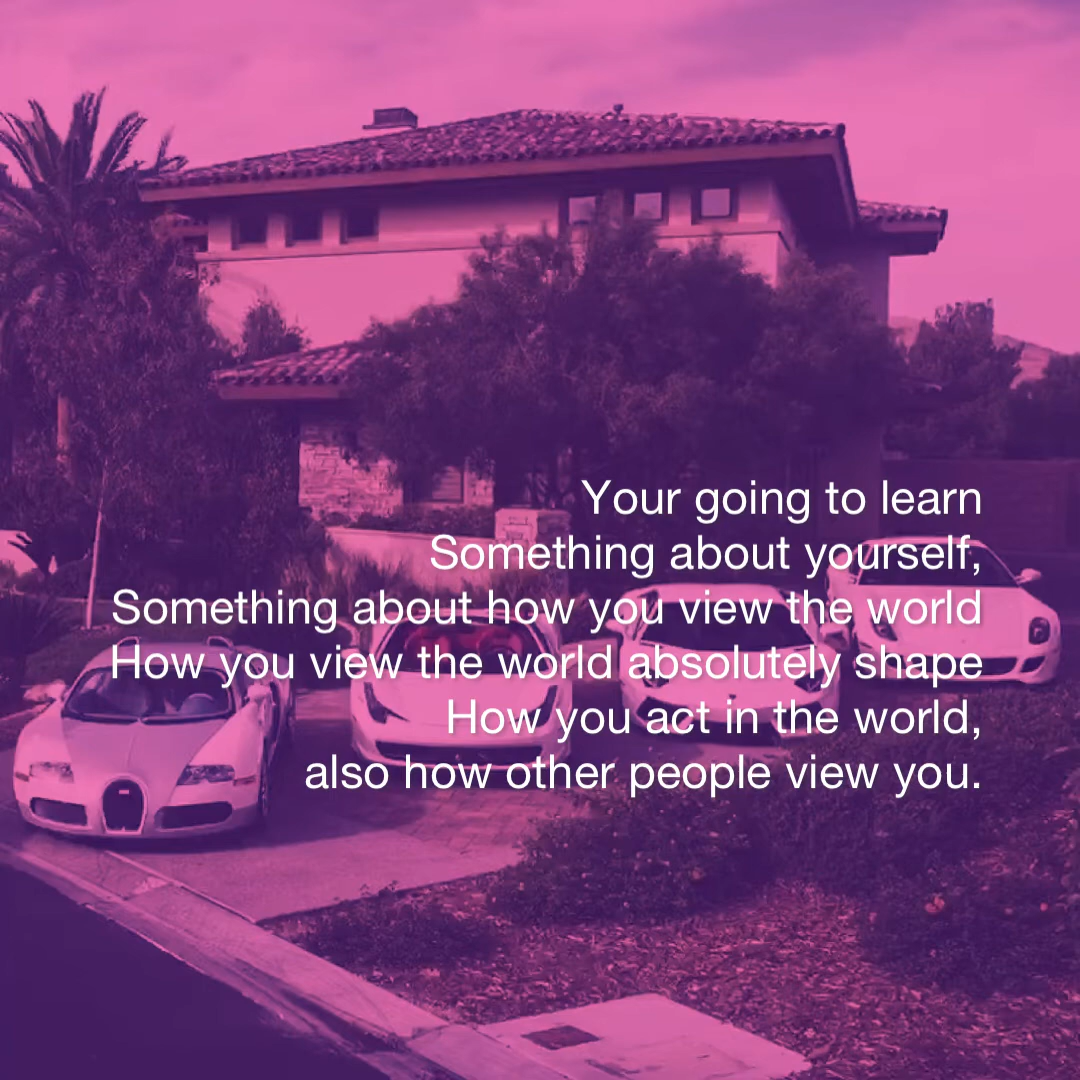 Your going to learn
Something about yourself,
Something about how you view the world
How you view the world absolutely shape
How you act in the world,
also how other people view you.